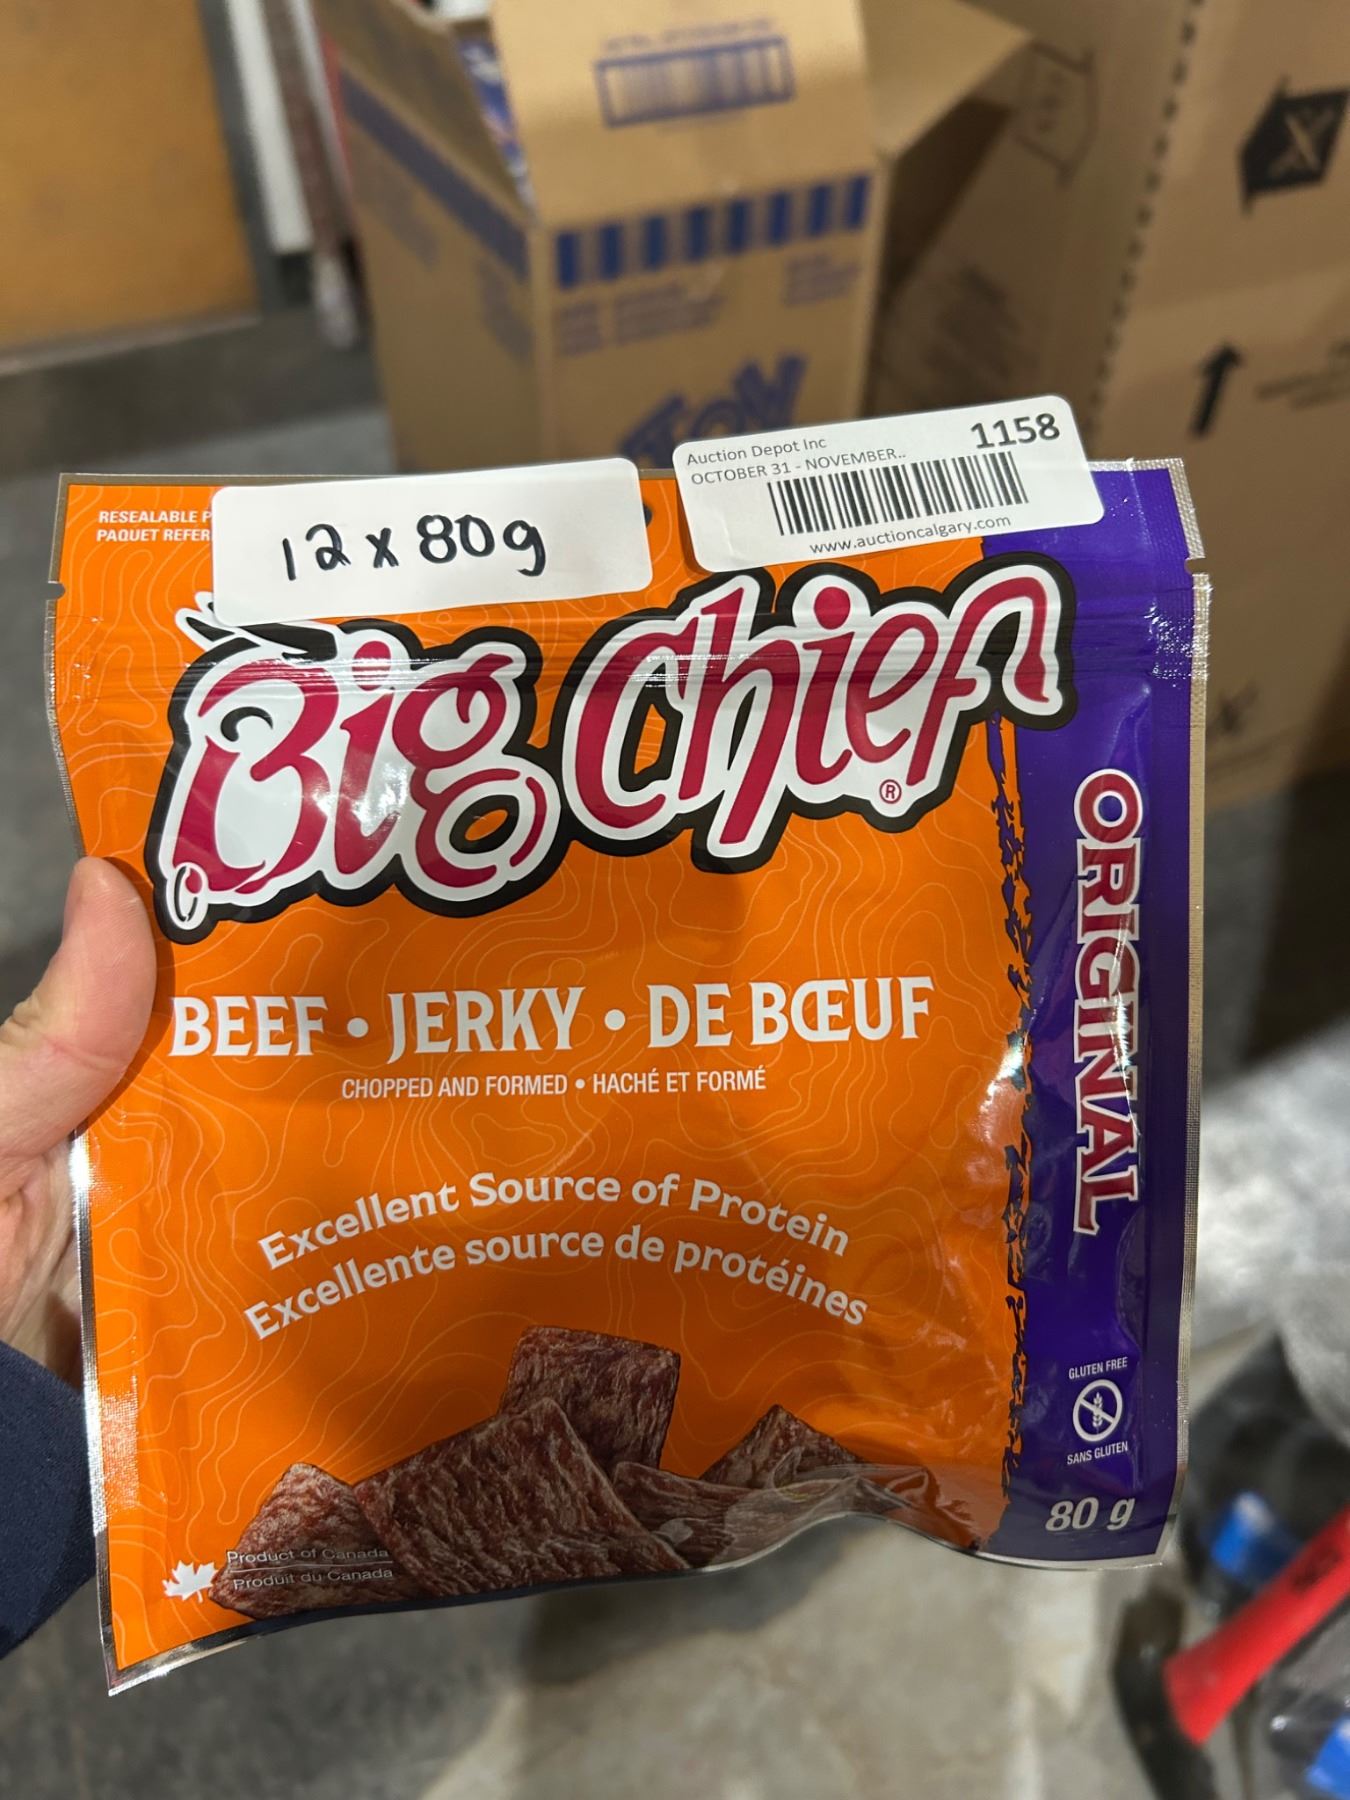 Auction Depot Inc
1158
OCTOBER 31 - NOVEMBER..
www.auctioncalgary.com
12 x 80g
RESEALABLE P
PAQUET REFER
Big Chief®
BEEF • JERKY • DE BŒUF
CHOPPED AND FORMED • HACHÉ ET FORMÉ
Excellent Source of Protein
Excellente source de protéines
ORIGINAL
GLUTEN FREE
SANS GLUTEN
80 g
Product of Canada
Produit du Canada